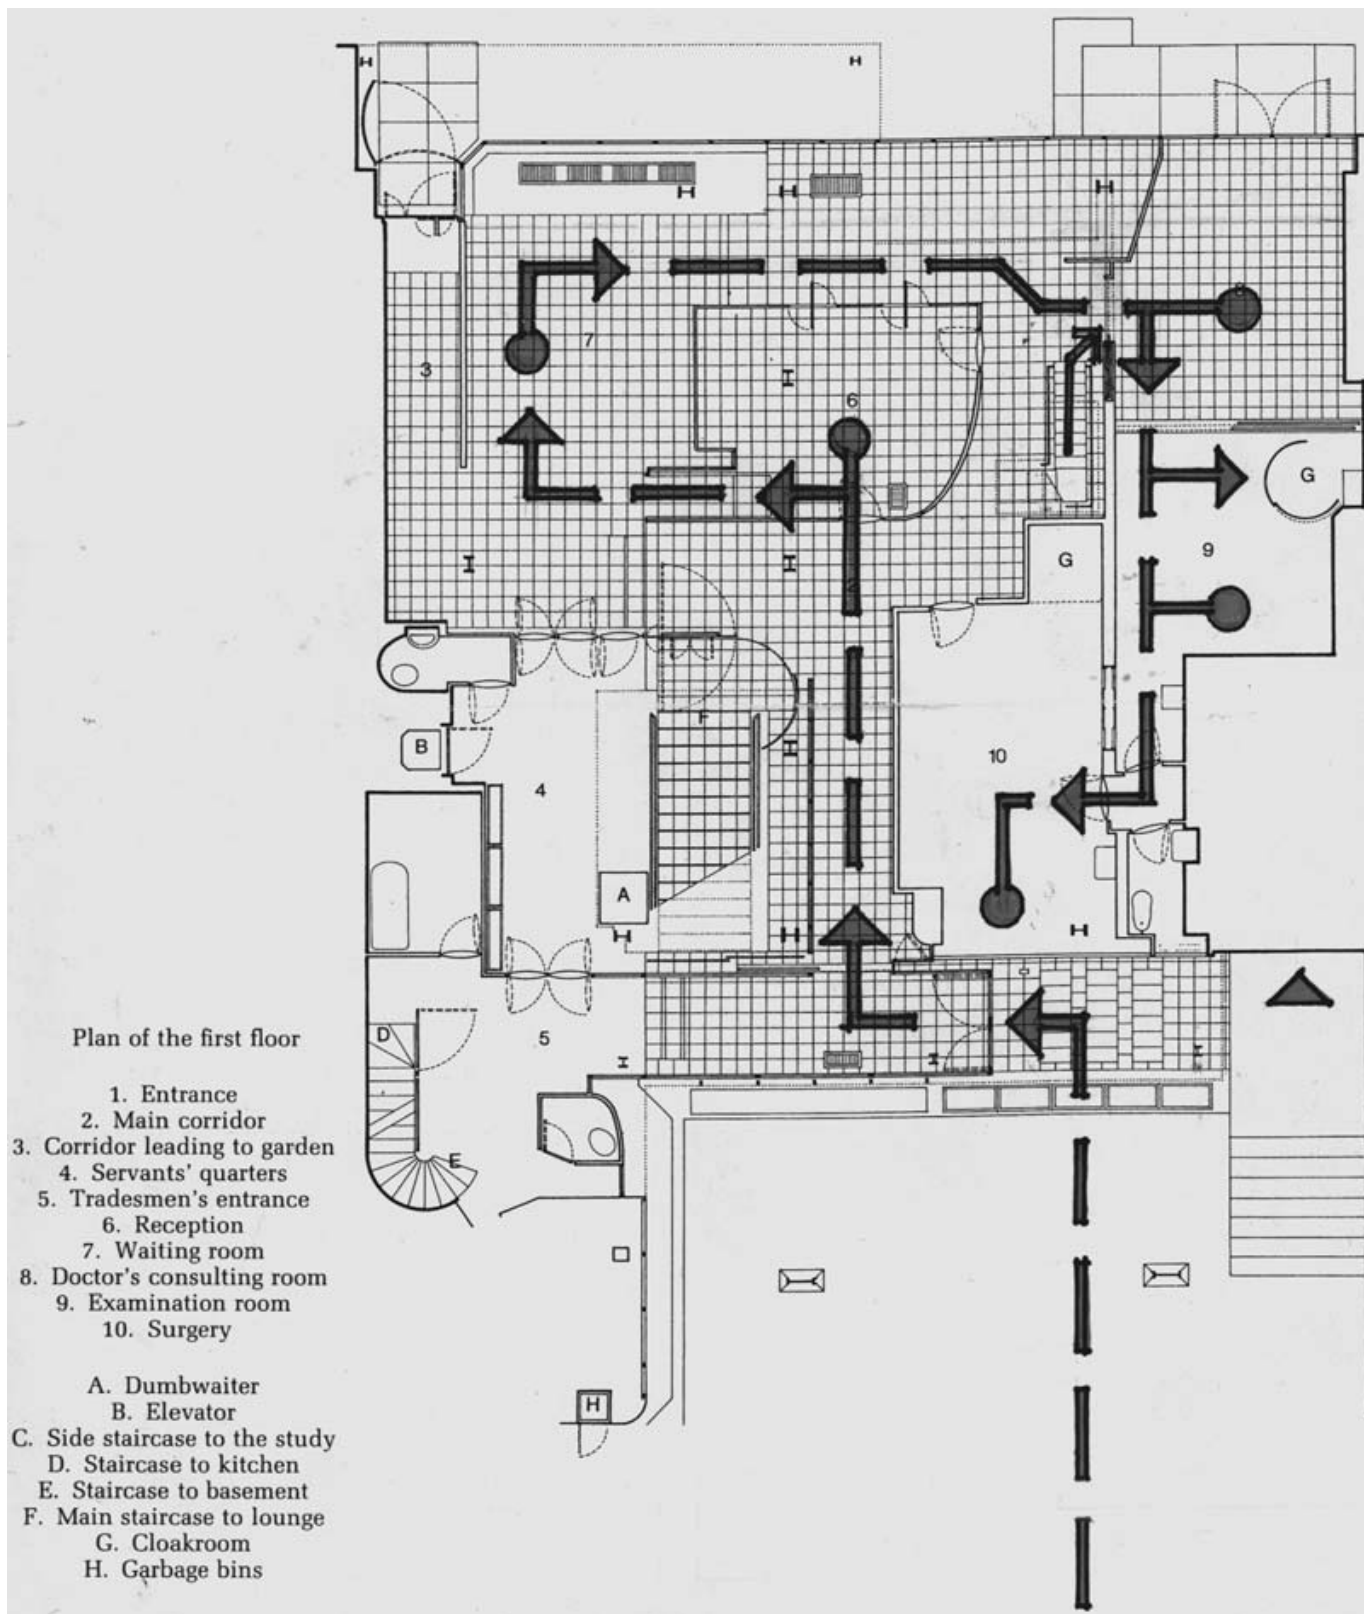 8
7
3
6
G
9
G
2
F
B
10
4
A
D
5
E
H
Plan of the first floor
1. Entrance
2. Main corridor
3. Corridor leading to garden
4. Servants' quarters
5. Tradesmen's entrance
6. Reception
7. Waiting room
8. Doctor's consulting room
9. Examination room
10. Surgery
A. Dumbwaiter
B. Elevator
C. Side staircase to the study
D. Staircase to kitchen
E. Staircase to basement
F. Main staircase to lounge
G. Cloakroom
H. Garbage bins